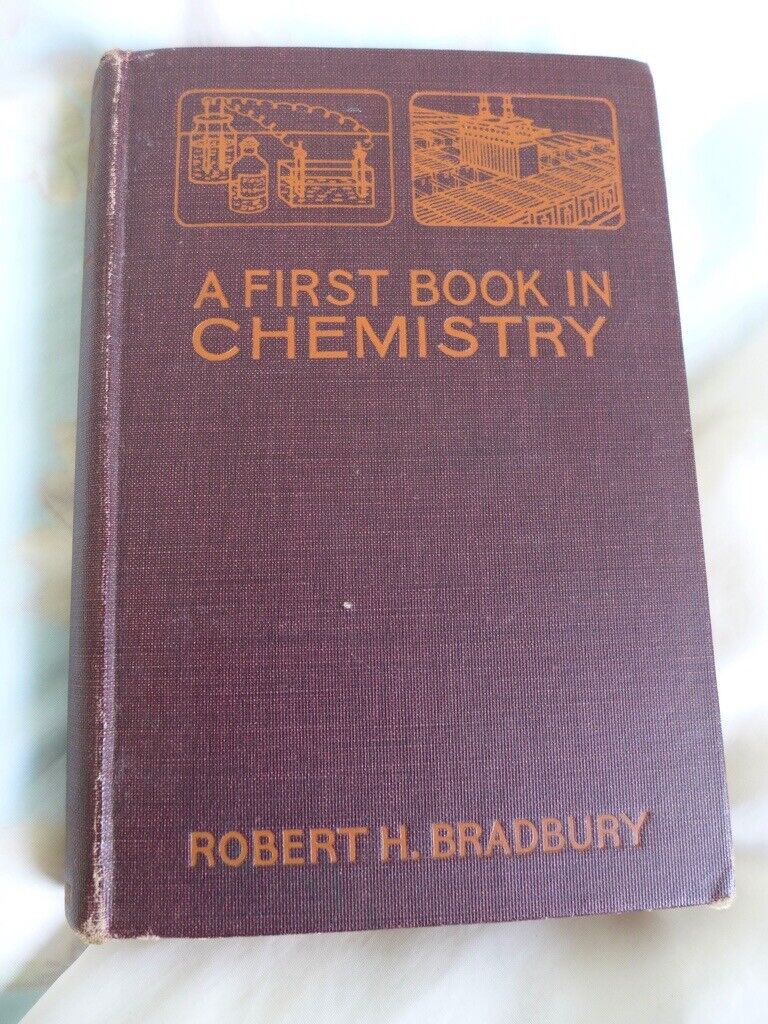 A FIRST BOOK IN
CHEMISTRY
ROBERT H. BRADBURY